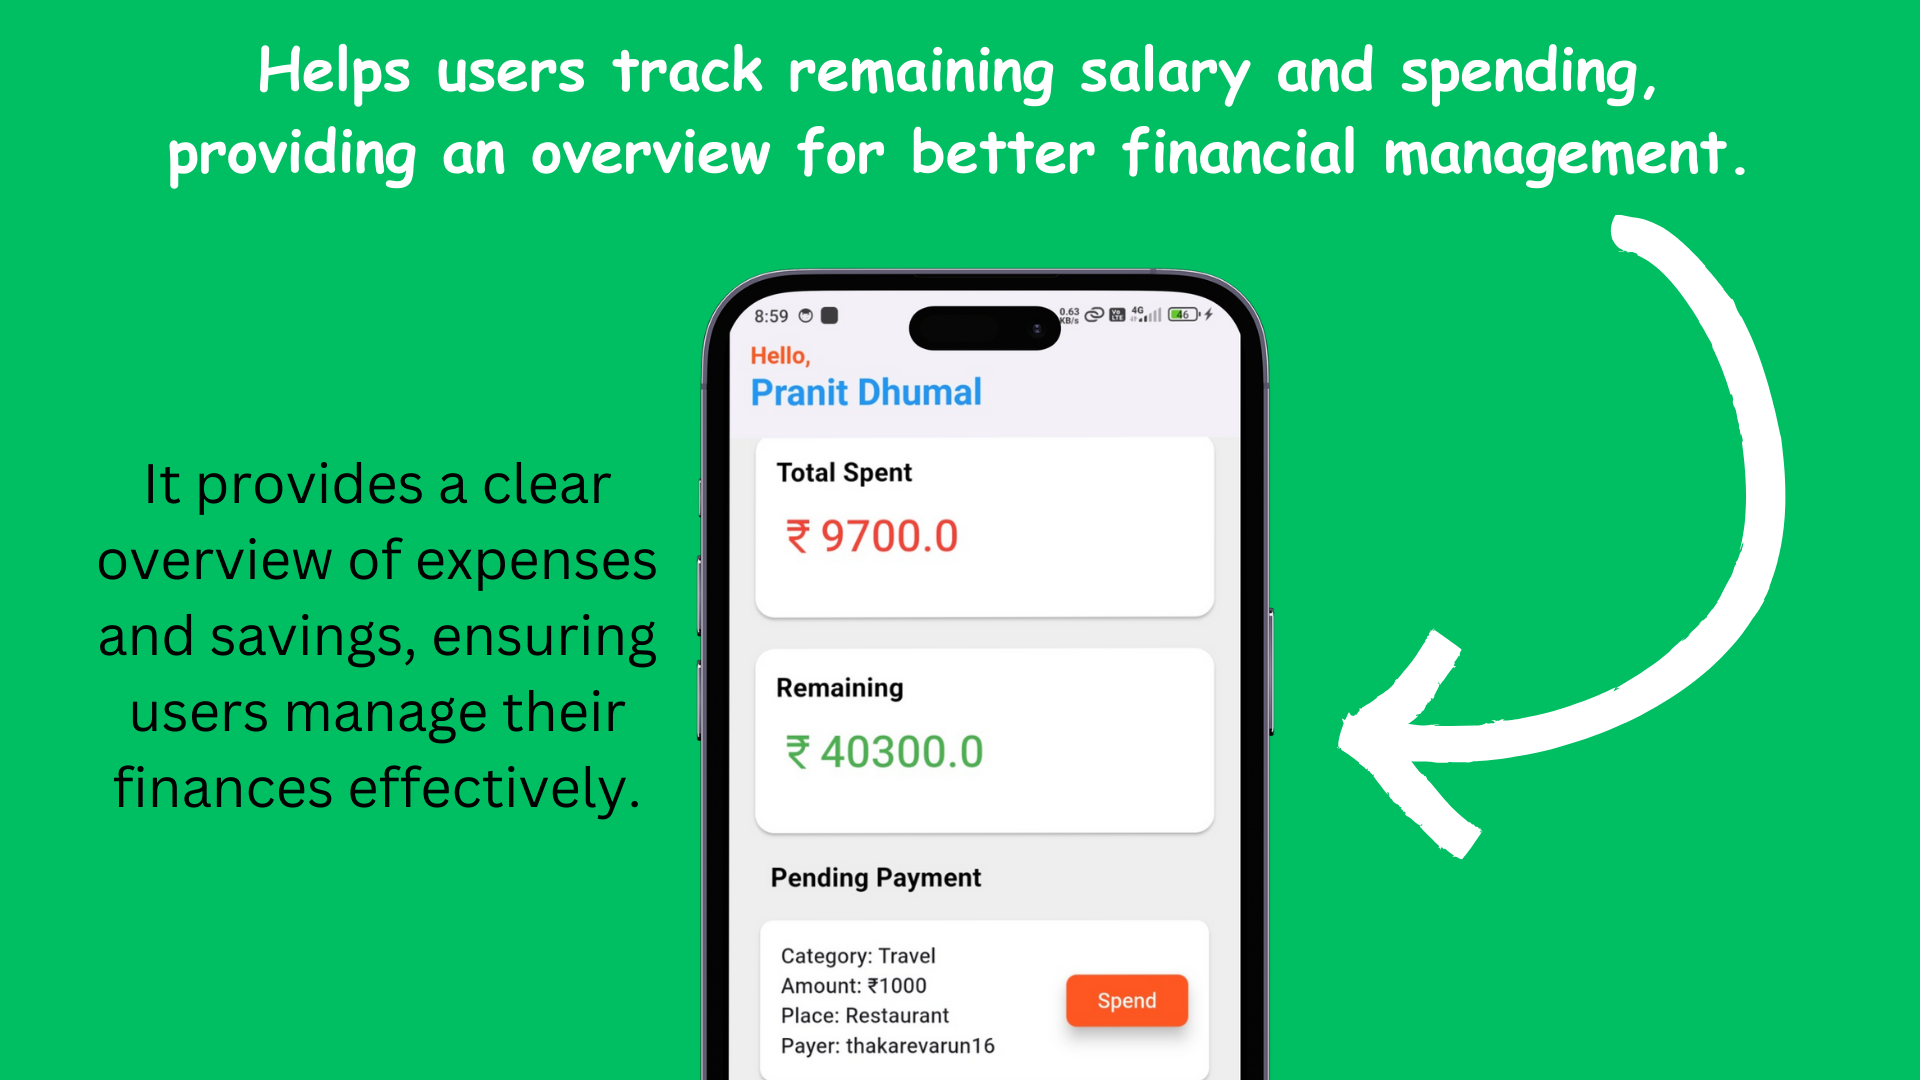 Helps users track remaining salary and spending,
providing an overview for better financial management.
It provides a clear
overview of expenses
and savings, ensuring
users manage their
finances effectively.
8:59
0.63 KB/s
Vo LTE
4G
46
Hello,
Pranit Dhumal
Total Spent
₹ 9700.0
Remaining
₹ 40300.0
Pending Payment
Category: Travel
Amount: ₹1000
Place: Restaurant
Payer: thakarevarun16
Spend